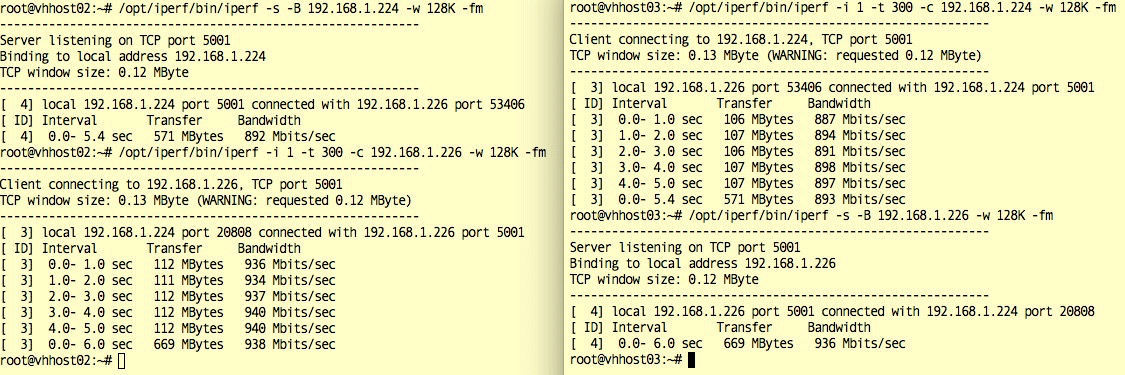 root@vhhost02:~# /opt/iperf/bin/iperf -s -B 192.168.1.224 -w 128K -fm
------------------------------------------------------------
Server listening on TCP port 5001
Binding to local address 192.168.1.224
TCP window size: 0.12 MByte
------------------------------------------------------------
[  4] local 192.168.1.224 port 5001 connected with 192.168.1.226 port 53406
[ ID] Interval       Transfer     Bandwidth
[  4]  0.0- 5.4 sec   571 MBytes   892 Mbits/sec
root@vhhost02:~# /opt/iperf/bin/iperf -i 1 -t 300 -c 192.168.1.226 -w 128K -fm
------------------------------------------------------------
Client connecting to 192.168.1.226, TCP port 5001
TCP window size: 0.13 MByte (WARNING: requested 0.12 MByte)
------------------------------------------------------------
[  3] local 192.168.1.224 port 20808 connected with 192.168.1.226 port 5001
[ ID] Interval       Transfer     Bandwidth
[  3]  0.0- 1.0 sec   112 MBytes   936 Mbits/sec
[  3]  1.0- 2.0 sec   111 MBytes   934 Mbits/sec
[  3]  2.0- 3.0 sec   112 MBytes   937 Mbits/sec
[  3]  3.0- 4.0 sec   112 MBytes   940 Mbits/sec
[  3]  4.0- 5.0 sec   112 MBytes   940 Mbits/sec
[  3]  0.0- 6.0 sec   669 MBytes   938 Mbits/sec
root@vhhost02:~#
root@vhhost03:~# /opt/iperf/bin/iperf -i 1 -t 300 -c 192.168.1.224 -w 128K -fm
------------------------------------------------------------
Client connecting to 192.168.1.224, TCP port 5001
TCP window size: 0.13 MByte (WARNING: requested 0.12 MByte)
------------------------------------------------------------
[  3] local 192.168.1.226 port 53406 connected with 192.168.1.224 port 5001
[ ID] Interval       Transfer     Bandwidth
[  3]  0.0- 1.0 sec   106 MBytes   887 Mbits/sec
[  3]  1.0- 2.0 sec   107 MBytes   894 Mbits/sec
[  3]  2.0- 3.0 sec   106 MBytes   891 Mbits/sec
[  3]  3.0- 4.0 sec   107 MBytes   898 Mbits/sec
[  3]  4.0- 5.0 sec   107 MBytes   897 Mbits/sec
[  3]  0.0- 5.4 sec   571 MBytes   893 Mbits/sec
root@vhhost03:~# /opt/iperf/bin/iperf -s -B 192.168.1.226 -w 128K -fm
------------------------------------------------------------
Server listening on TCP port 5001
Binding to local address 192.168.1.226
TCP window size: 0.12 MByte
------------------------------------------------------------
[  4] local 192.168.1.226 port 5001 connected with 192.168.1.224 port 20808
[ ID] Interval       Transfer     Bandwidth
[  4]  0.0- 6.0 sec   669 MBytes   936 Mbits/sec
root@vhhost03:~#